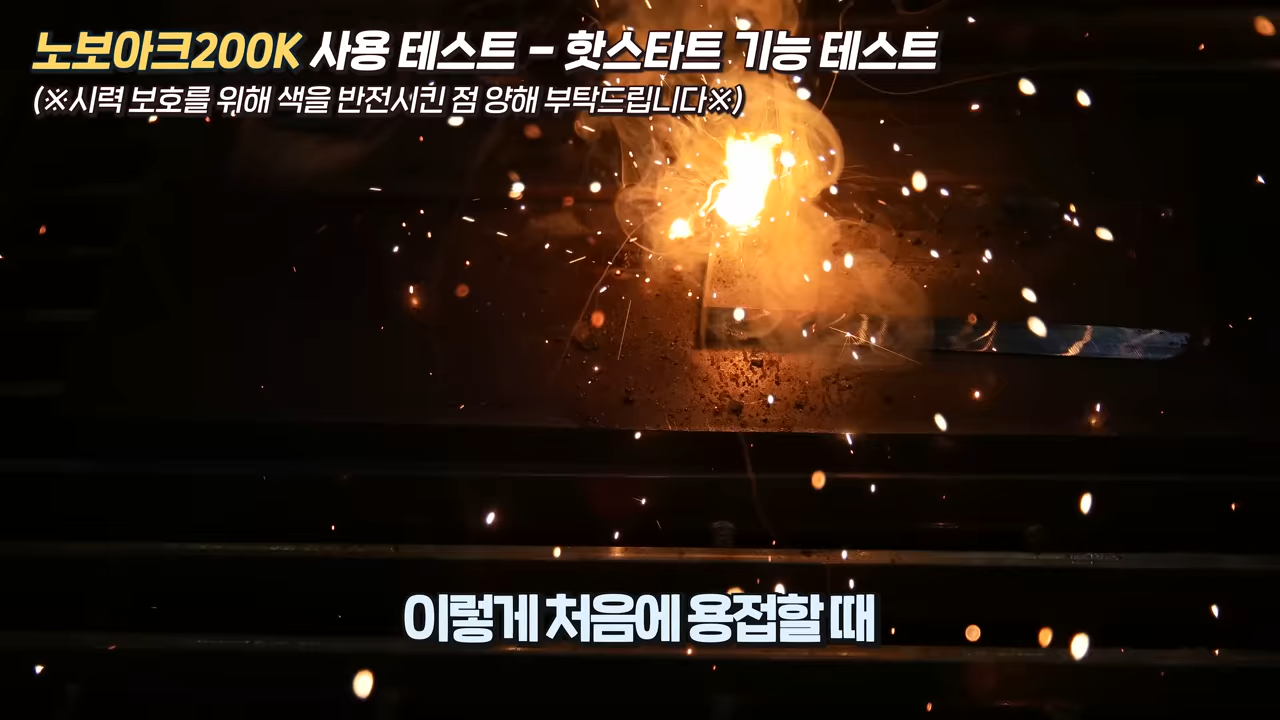 노보아크200K 사용 테스트 - 핫스타트 기능 테스트
(※시력 보호를 위해 색을 반전시킨 점 양해 부탁드립니다※)
이렇게 처음에 용접할 때